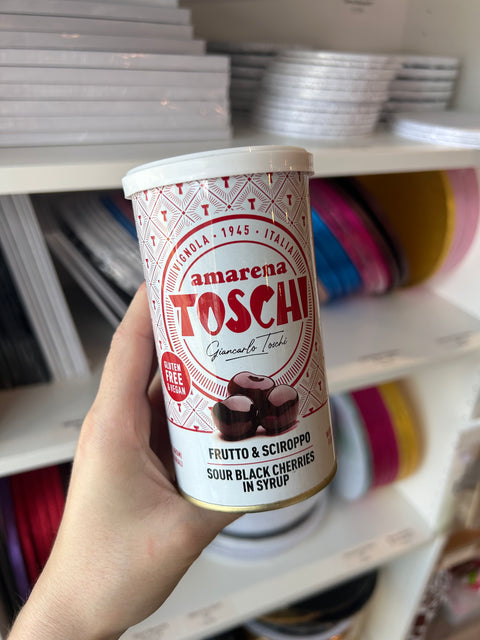 VIGNOLA · 1945 · ITALIA
amarena
TOSCHI
Giancarlo Toschi
GLUTEN
FREE
& VEGAN
FRUTTO & SCIROPPO
SOUR BLACK CHERRIES
IN SYRUP